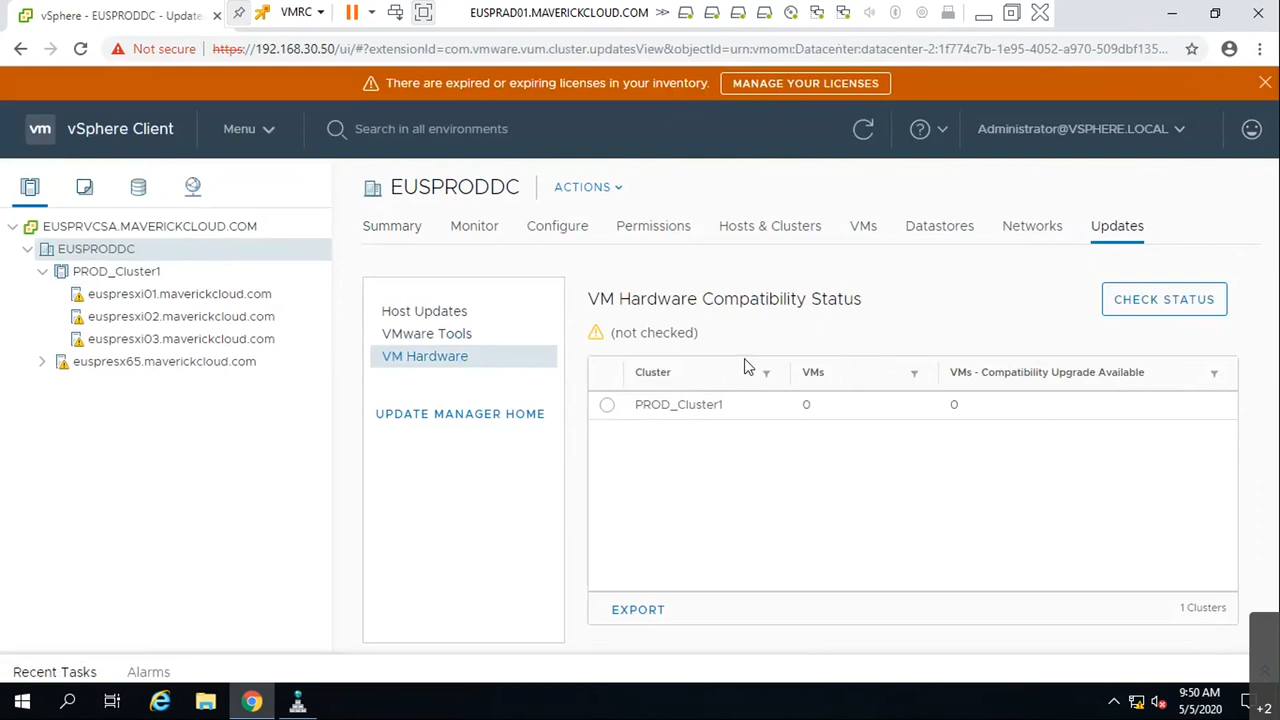 vSphere - EUSPRODDC - Update
VMRC
EUSPRAD01.MAVERICKCLOUD.COM
Not secure
https://192.168.30.50/ui/#?extensionId=com.vmware.vum.cluster.updatesView&objectId=urn:vmomi:Datacenter:datacenter-2:1f774c7b-1e95-4052-a970-509dbf135...
There are expired or expiring licenses in your inventory.
MANAGE YOUR LICENSES
vm
vSphere Client
Menu
Search in all environments
Administrator@VSPHERE.LOCAL
EUSPRODDC
ACTIONS
Summary
Monitor
Configure
Permissions
Hosts & Clusters
VMs
Datastores
Networks
Updates
EUSPRVCSA.MAVERICKCLOUD.COM
EUSPRODDC
PROD_Cluster1
euspresxi01.maverickcloud.com
euspresxi02.maverickcloud.com
euspresxi03.maverickcloud.com
euspresx65.maverickcloud.com
Host Updates
VMware Tools
VM Hardware
UPDATE MANAGER HOME
VM Hardware Compatibility Status
CHECK STATUS
(not checked)
Cluster
VMs
VMs - Compatibility Upgrade Available
PROD_Cluster1
0
0
EXPORT
1 Clusters
Recent Tasks
Alarms
9:50 AM
5/5/2020
+2